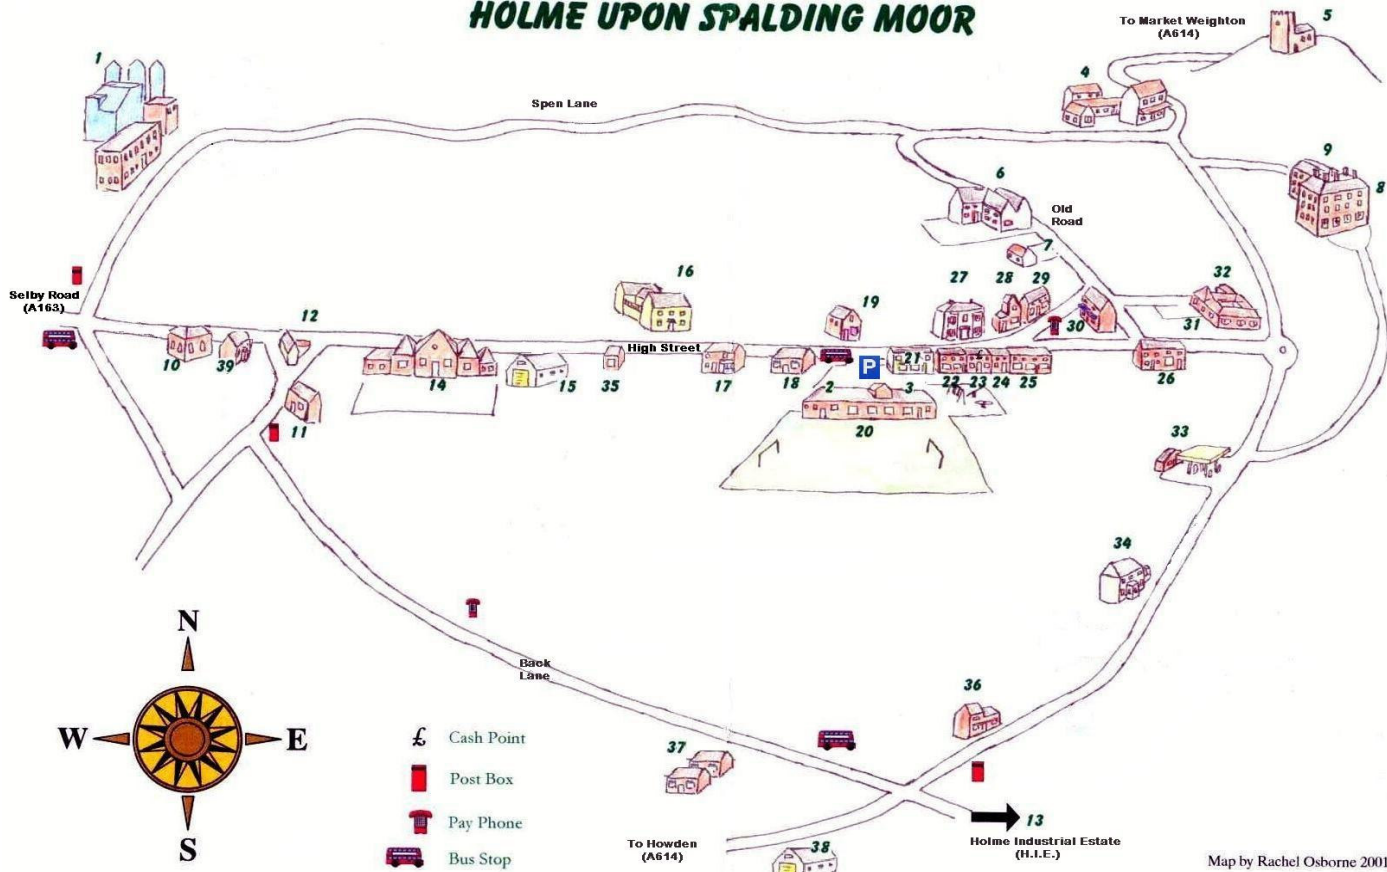 HOLME UPON SPALDING MOOR
To Market Weighton
(A614)
5
1
4
Spen Lane
9
8
6
Old
Road
7
16
27
28
29
32
Selby Road
(A163)
19
12
30
31
High Street
10
39
14
15
35
17
18
P
21
22
23
24
25
26
£
2
3
11
20
33
34
Back
Lane
36
37
N
W
E
S
£ Cash Point
Post Box
Pay Phone
Bus Stop
13
Holme Industrial Estate
(H.I.E.)
To Howden
(A614)
38
Map by Rachel Osborne 2001